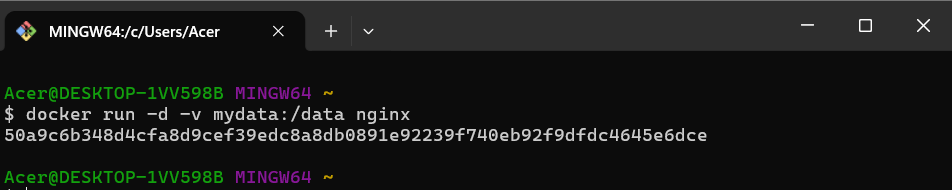 MINGW64:/c/Users/Acer
Acer@DESKTOP-1VV598B MINGW64 ~
$ docker run -d -v mydata:/data nginx
50a9c6b348d4cfa8d9cef39edc8a8db0891e92239f740eb92f9dfdc4645e6dce
Acer@DESKTOP-1VV598B MINGW64 ~